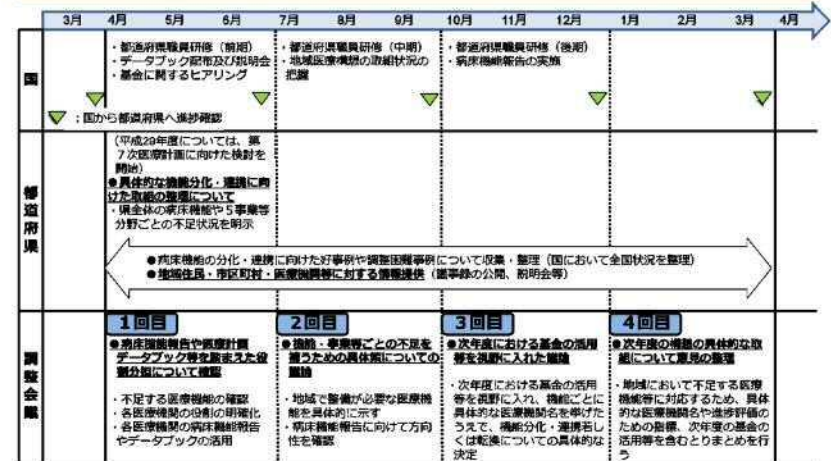 3月 4月 5月 6月 7月 8月 9月 10月 11月 12月 1月 2月 3月 4月
国
・都道府県職員研修（前期）
・データブック配布及び説明会
・基金に関するヒアリング
・都道府県職員研修（中期）
・地域医療構想の取組状況の
把握
・都道府県職員研修（後期）
・病床機能報告の実施
：国から都道府県へ進捗確認
都道府県
（平成29年度については、第
７次医療計画に向けた検討を
開始）
●具体的な機能分化・連携に向
けた取組の整理について
・県全体の病床機能や５事業等
分野ごとの不足状況を明示
●病床機能の分化・連携に向けた好事例や調整困難事例について収集・整理（国において全国状況を整理）
●地域住民・市区町村・医療機関等に対する情報提供（議事録の公開、説明会等）
調整会議
1回目
●病床機能報告や医療計画
データブック等を踏まえた役
割分担について確認
・不足する医療機能の確認
・各医療機関の役割の明確化
・各医療機関の病床機能報告
やデータブックの活用
2回目
●機能・事業等ごとの不足を
補うための具体策についての
議論
・地域で整備が必要な医療機
能を具体的に示す
・病床機能報告に向けて方向
性を確認
3回目
●次年度における基金の活用
等を視野に入れた議論
・次年度における基金の活用
等を視野に入れ、機能ごとに
具体的な医療機関名を挙げた
うえで、機能分化・連携若し
くは転換についての具体的な
決定
4回目
●次年度の構想の具体的な取
組について意見の整理
・地域において不足する医療
機能等に対応するため、具体
的な医療機関名や進捗評価の
ための指標、次年度の基金の
活用等を含むとりまとめを行
う